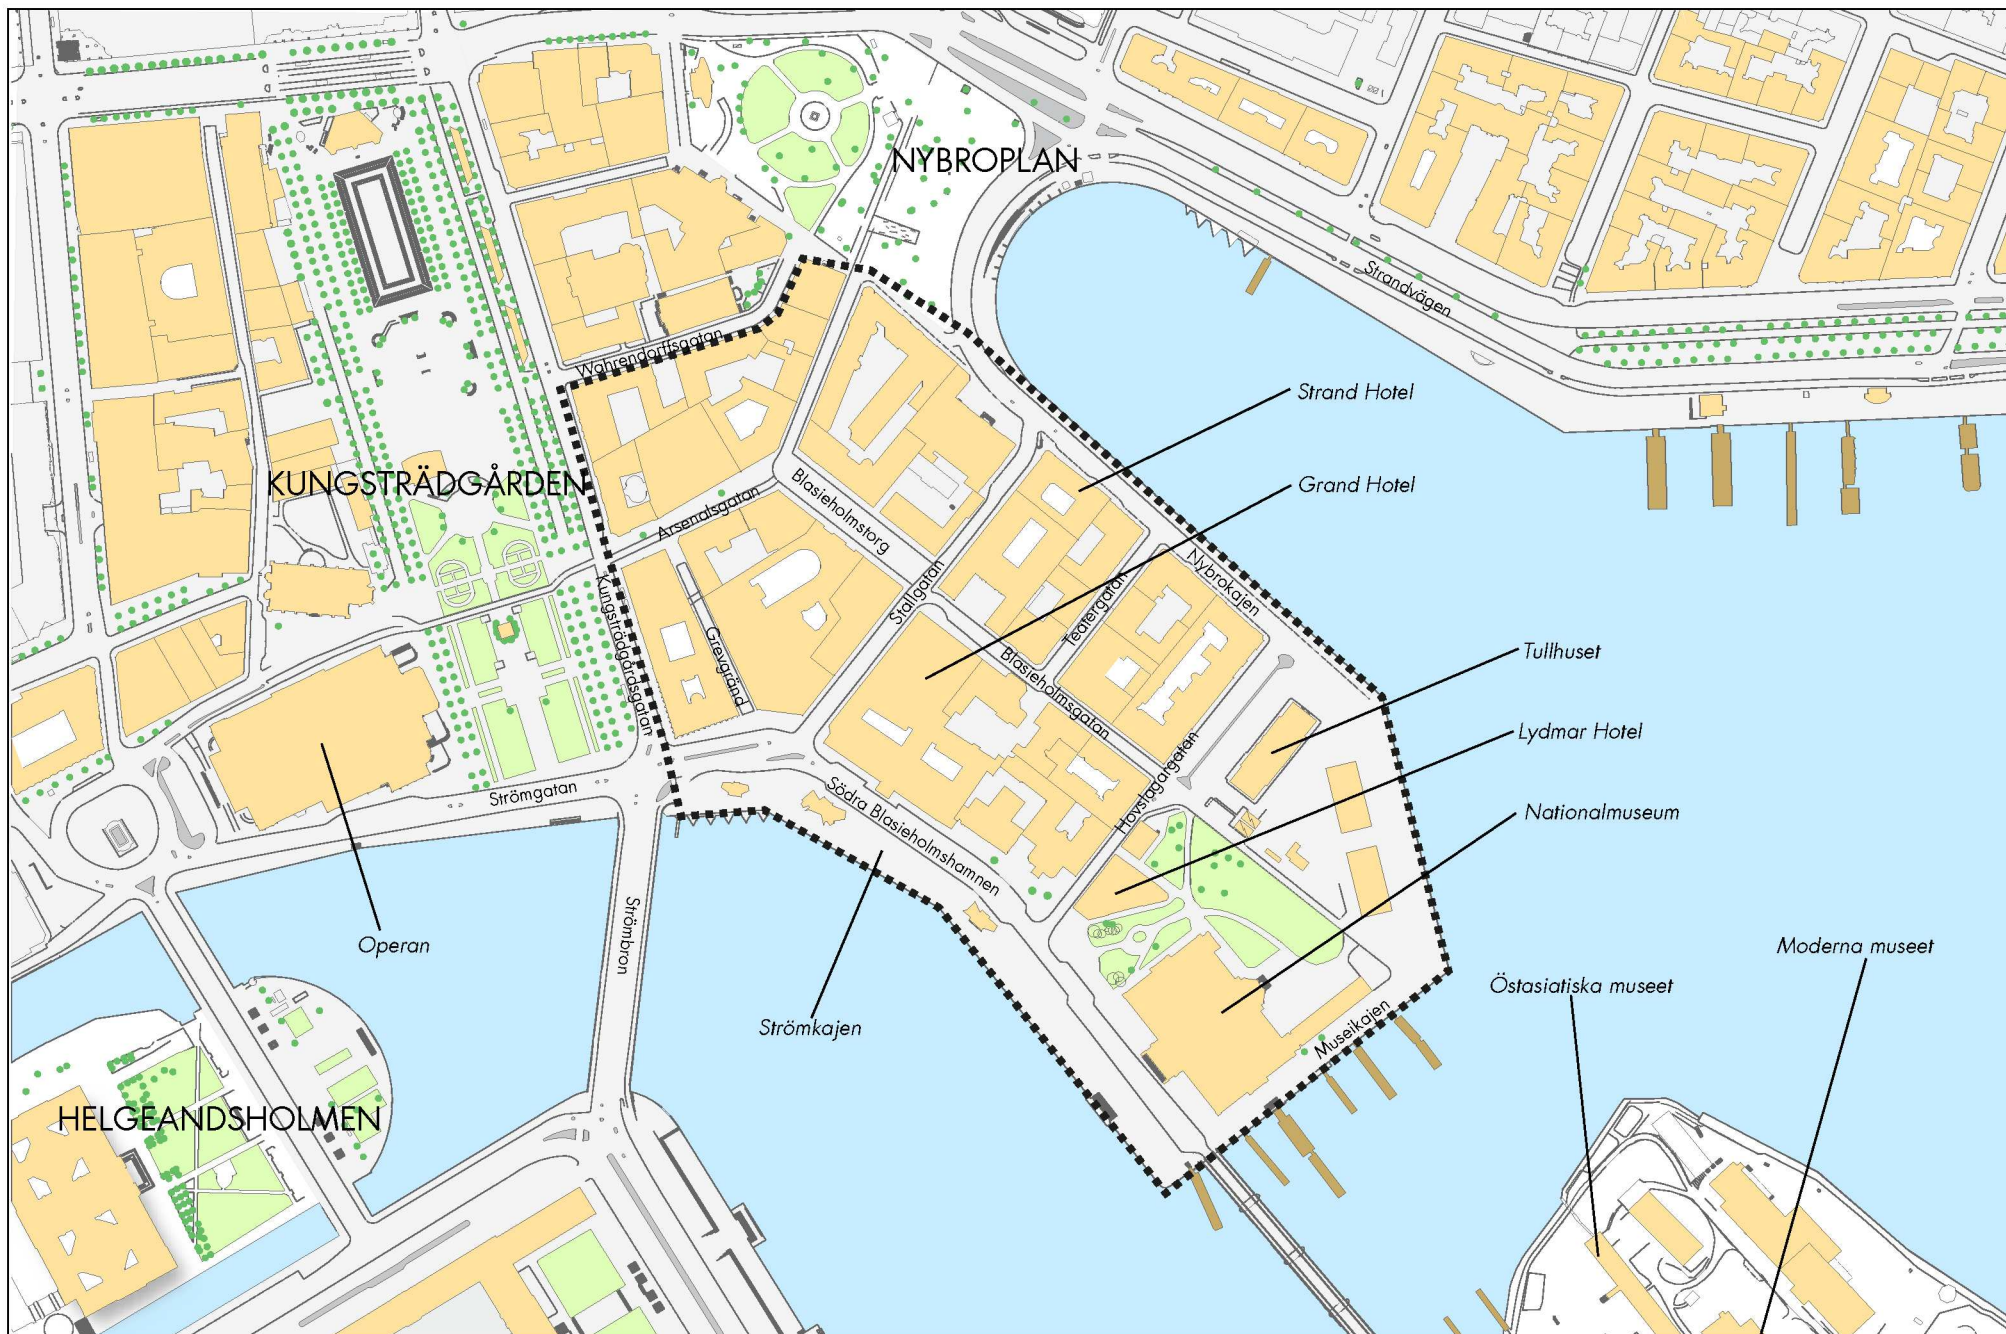 NYBROPLAN
Strandvägen
Wahrendorffsgatan
Strand Hotel
KUNGSTRÄDGÅRDEN
Grand Hotel
Blasieholmstorg
Arsenalsgatan
Nybrokajen
Stallgatan
Teatergatan
Kungsträdgårdsgatan
Grevgränd
Blasieholmsgatan
Tullhuset
Lydmar Hotel
Hovslagargatan
Strömgatan
Södra Blasieholmshamnen
Nationalmuseum
Operan
Strömbron
Moderna museet
Östasiatiska museet
Strömkajen
Museikajen
HELGEANDSHOLMEN